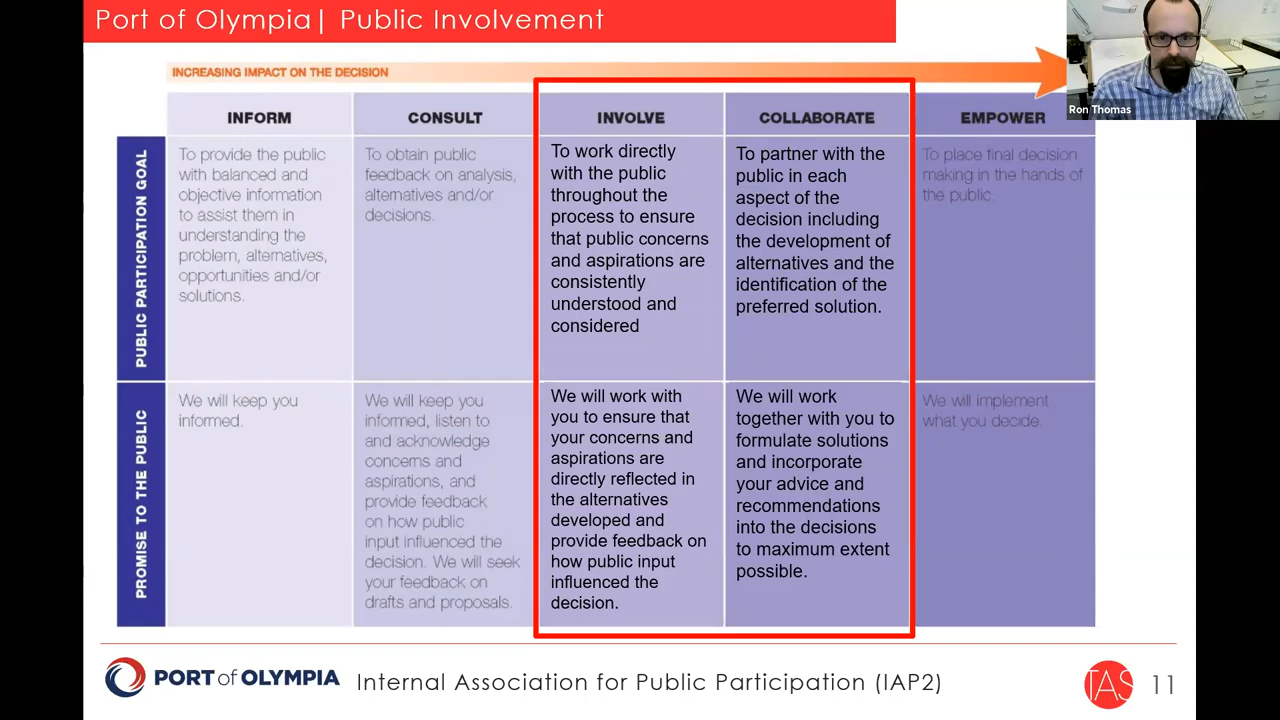 Port of Olympia| Public Involvement
INCREASING IMPACT ON THE DECISION
Ron Thomas
INFORM
CONSULT
INVOLVE
COLLABORATE
EMPOWER
PUBLIC PARTICIPATION GOAL
To provide the public
with balanced and
objective information
to assist them in
understanding the
problem, alternatives,
opportunities and/or
solutions.
To obtain public
feedback on analysis,
alternatives and/or
decisions.
To work directly
with the public
throughout the
process to ensure
that public concerns
and aspirations are
consistently
understood and
considered
To partner with the
public in each
aspect of the
decision including
the development of
alternatives and the
identification of the
preferred solution.
To place final decision
making in the hands of
the public.
PROMISE TO THE PUBLIC
We will keep you
informed.
We will keep you
informed, listen to
and acknowledge
concerns and
aspirations, and
provide feedback
on how public
input influenced the
decision. We will seek
your feedback on
drafts and proposals.
We will work with
you to ensure that
your concerns and
aspirations are
directly reflected in
the alternatives
developed and
provide feedback on
how public input
influenced the
decision.
We will work
together with you to
formulate solutions
and incorporate
your advice and
recommendations
into the decisions
to maximum extent
possible.
We will implement
what you decide.
PORT of OLYMPIA
Internal Association for Public Participation (IAP2)
TAS
11